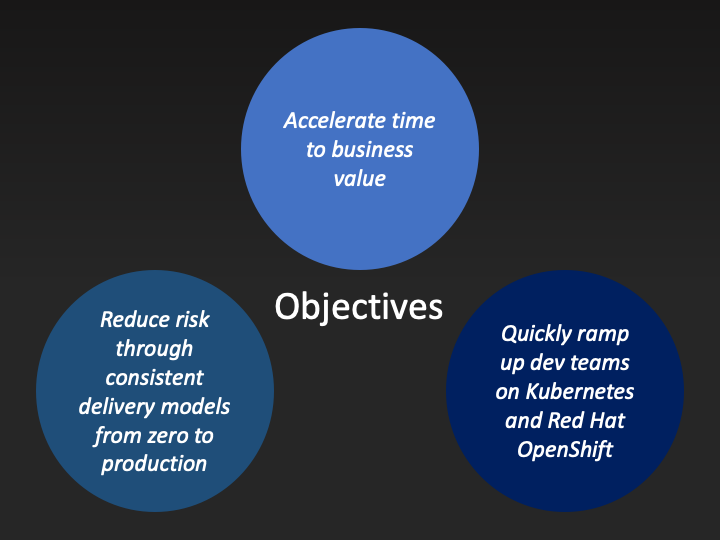 Accelerate time
to business
value
Objectives
Reduce risk
through
consistent
delivery models
from zero to
production
Quickly ramp
up dev teams
on Kubernetes
and Red Hat
OpenShift